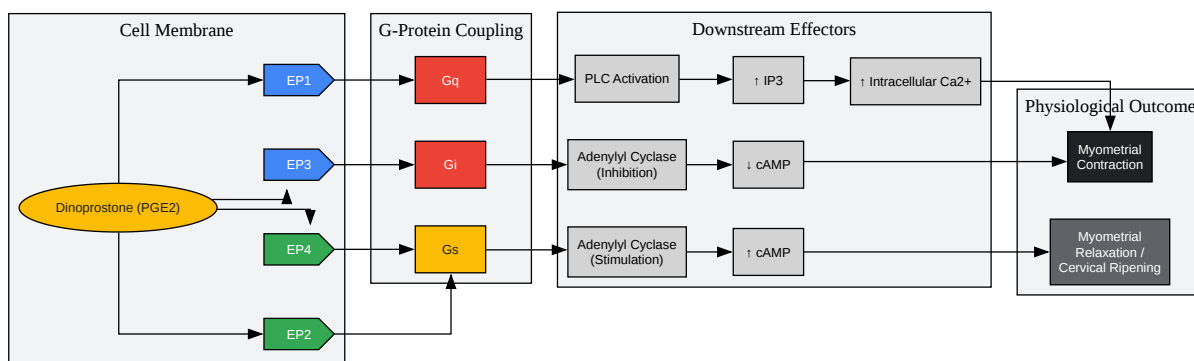 Cell Membrane
G-Protein Coupling
Downstream Effectors
Physiological Outcome
EP1
Gq
PLC Activation
↑ IP3
↑ Intracellular Ca2+
EP3
Gi
Adenylyl Cyclase
(Inhibition)
↓ cAMP
Myometrial
Contraction
Dinoprostone (PGE2)
EP4
Gs
Adenylyl Cyclase
(Stimulation)
↑ cAMP
Myometrial
Relaxation /
Cervical Ripening
EP2